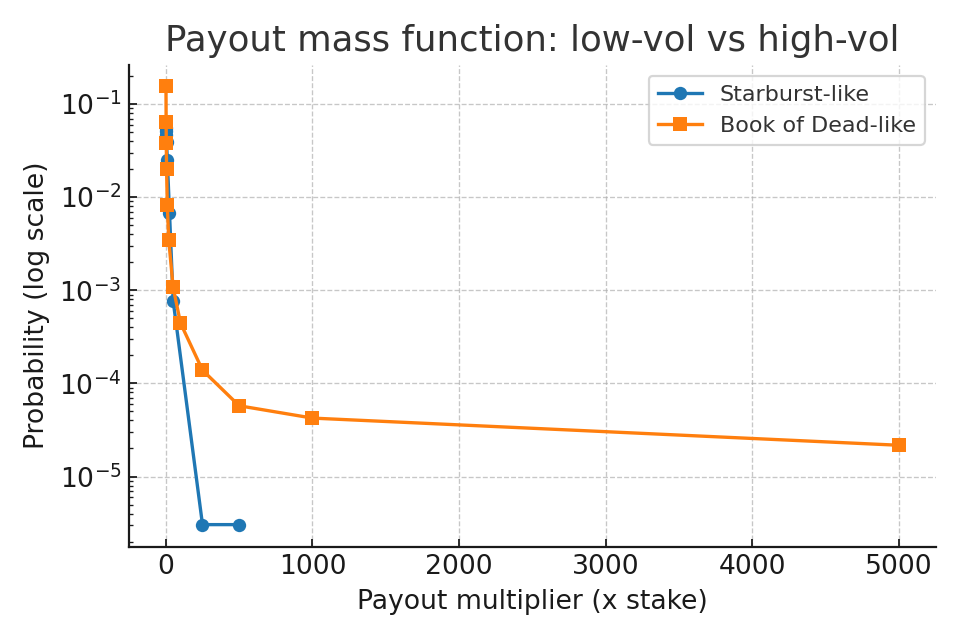 Payout mass function: low-vol vs high-vol
Starburst-like
Book of Dead-like
Probability (log scale)
10⁻¹
10⁻²
10⁻³
10⁻⁴
10⁻⁵
0 1000 2000 3000 4000 5000
Payout multiplier (x stake)